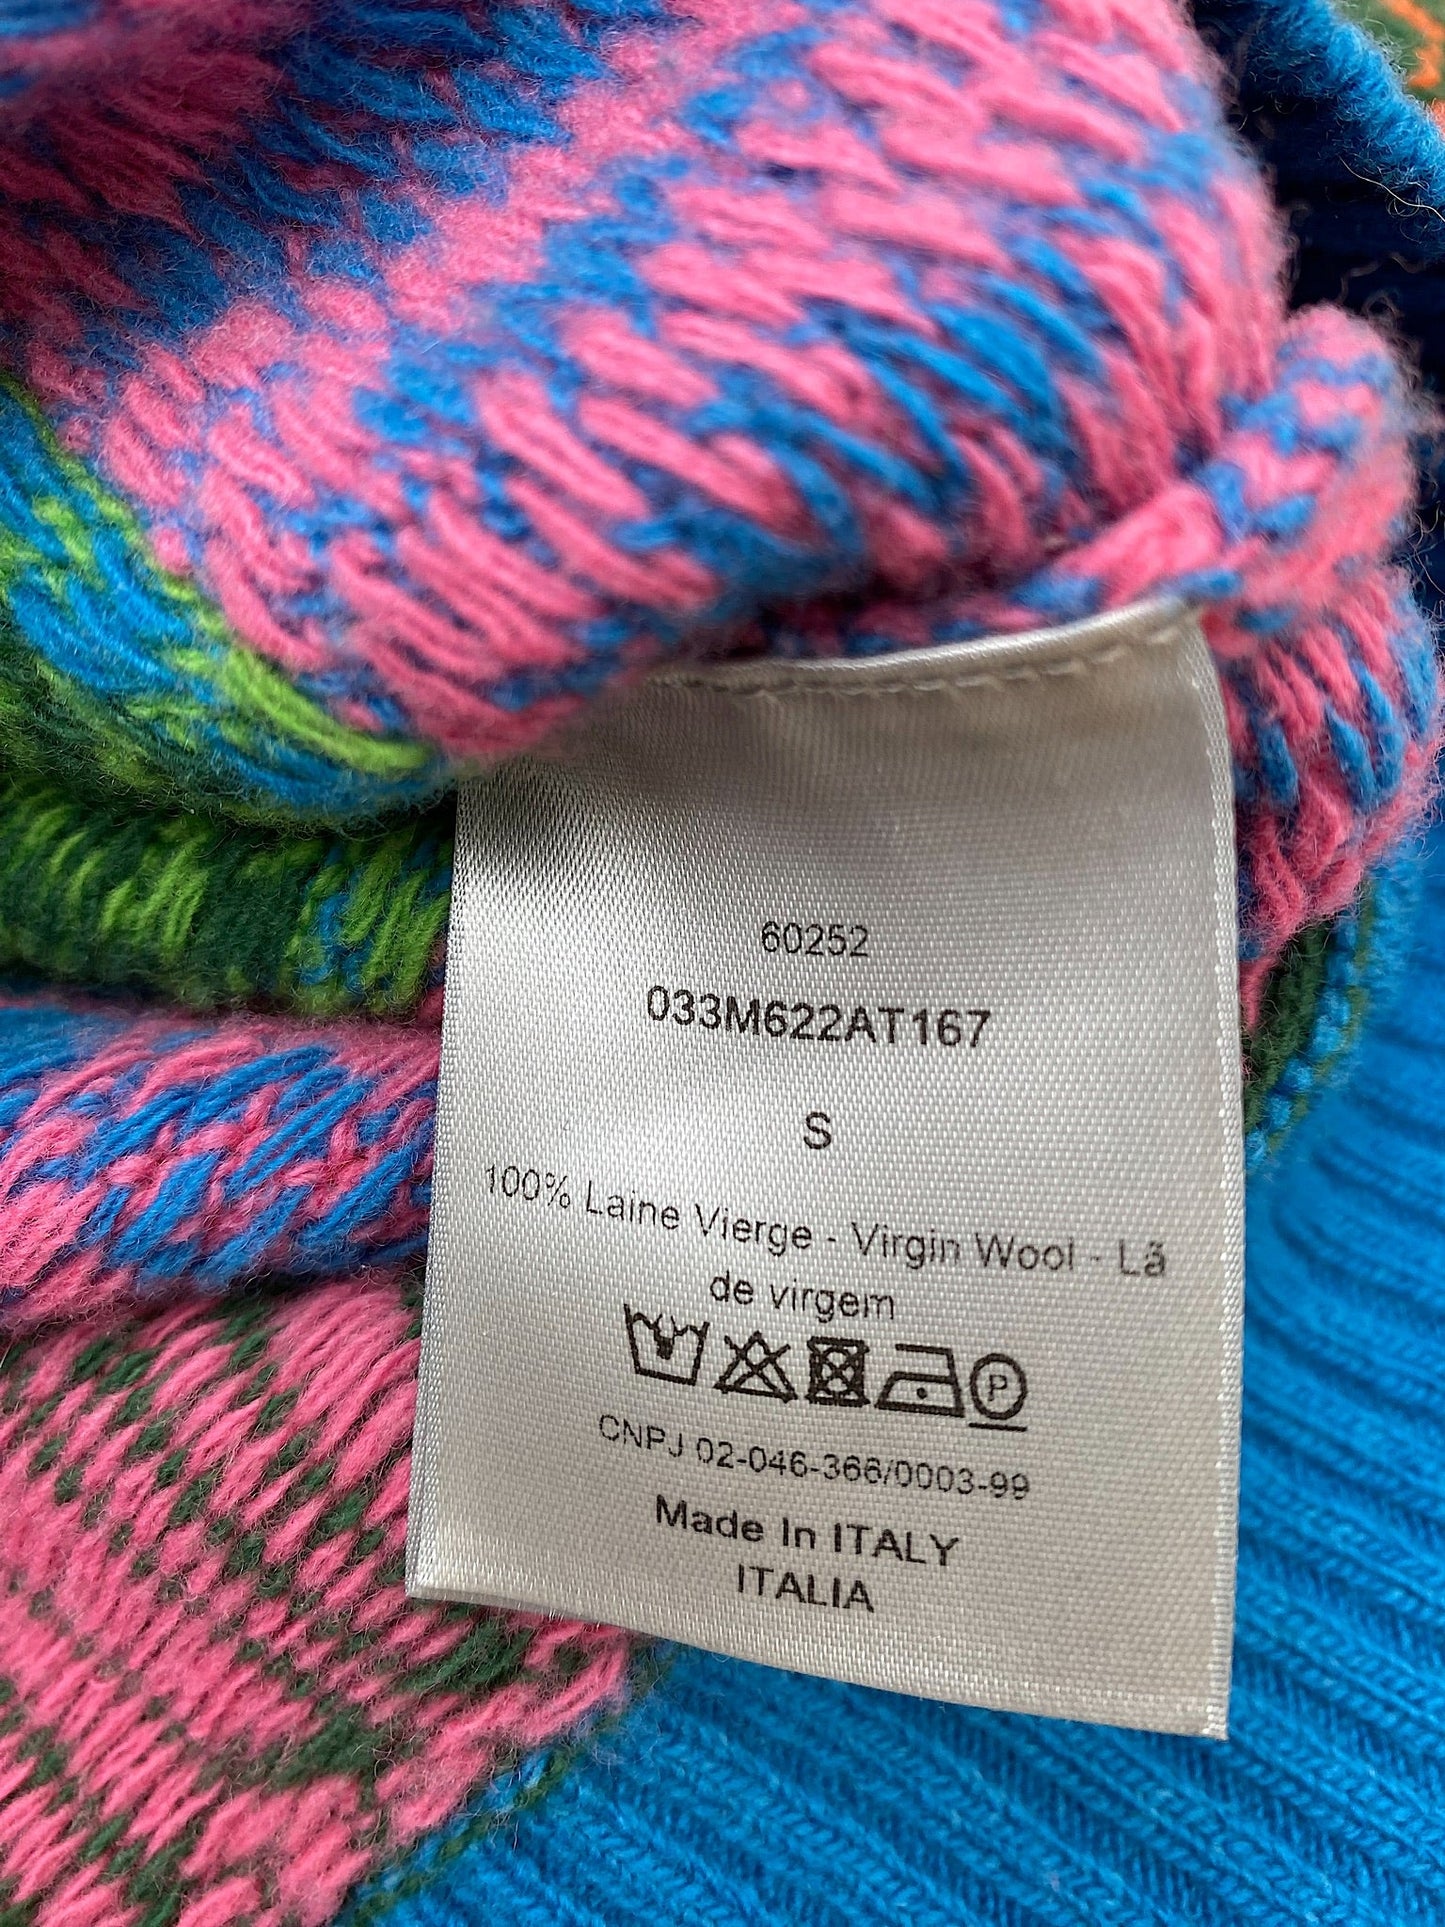 60252
033M622AT167
S
100% Laine Vierge - Virgin Wool - Lã
de virgem
P
CNPJ 02-046-366/0003-99
Made In ITALY
ITALIA